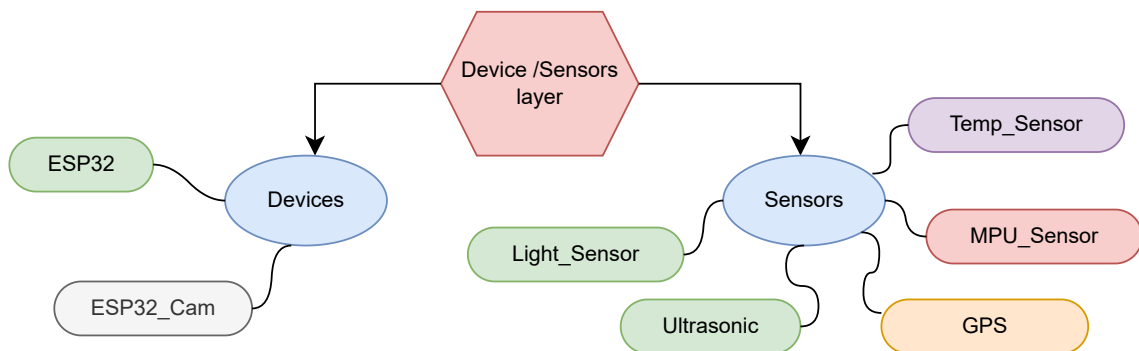 Device /Sensors
layer
Temp_Sensor
ESP32
Devices
Sensors
MPU_Sensor
Light_Sensor
ESP32_Cam
Ultrasonic
GPS